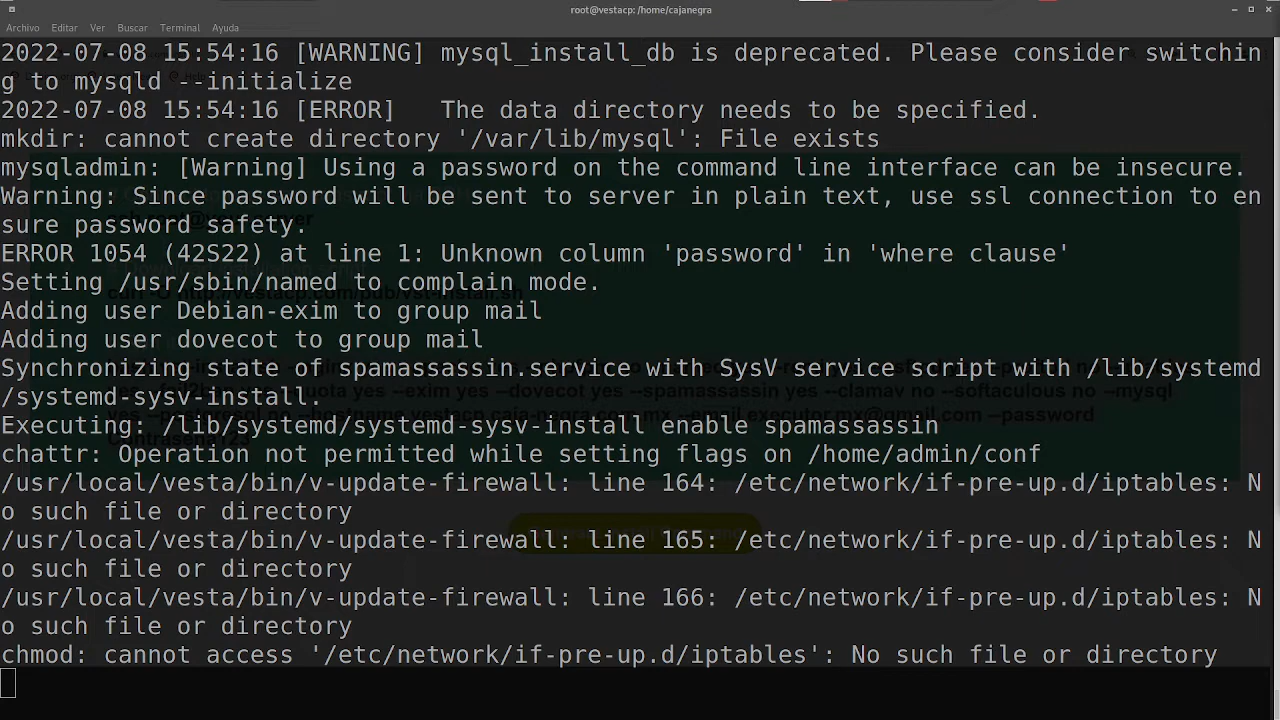 root@vestacp: /home/cajanegra
Archivo Editar Ver Buscar Terminal Ayuda
2022-07-08 15:54:16 [WARNING] mysql_install_db is deprecated. Please consider switchin
g to mysqld --initialize
2022-07-08 15:54:16 [ERROR]   The data directory needs to be specified.
mkdir: cannot create directory '/var/lib/mysql': File exists
mysqladmin: [Warning] Using a password on the command line interface can be insecure.
Warning: Since password will be sent to server in plain text, use ssl connection to en
sure password safety.
ERROR 1054 (42S22) at line 1: Unknown column 'password' in 'where clause'
Setting /usr/sbin/named to complain mode.
Adding user Debian-exim to group mail
Adding user dovecot to group mail
Synchronizing state of spamassassin.service with SysV service script with /lib/systemd
/systemd-sysv-install.
Executing: /lib/systemd/systemd-sysv-install enable spamassassin
chattr: Operation not permitted while setting flags on /home/admin/conf
/usr/local/vesta/bin/v-update-firewall: line 164: /etc/network/if-pre-up.d/iptables: N
o such file or directory
/usr/local/vesta/bin/v-update-firewall: line 165: /etc/network/if-pre-up.d/iptables: N
o such file or directory
/usr/local/vesta/bin/v-update-firewall: line 166: /etc/network/if-pre-up.d/iptables: N
o such file or directory
chmod: cannot access '/etc/network/if-pre-up.d/iptables': No such file or directory